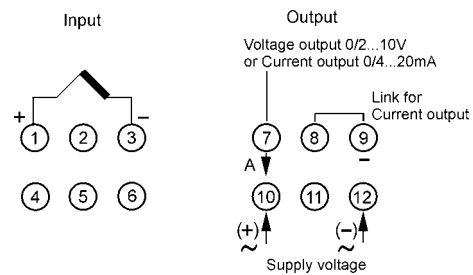 Input
Output
Voltage output 0/2...10V
or Current output 0/4...20mA
Link for
Current output
+ 1 2 3 −
7 8 9
−
A
4 5 6
10 11 12
(+) (−)
~ ~
Supply voltage